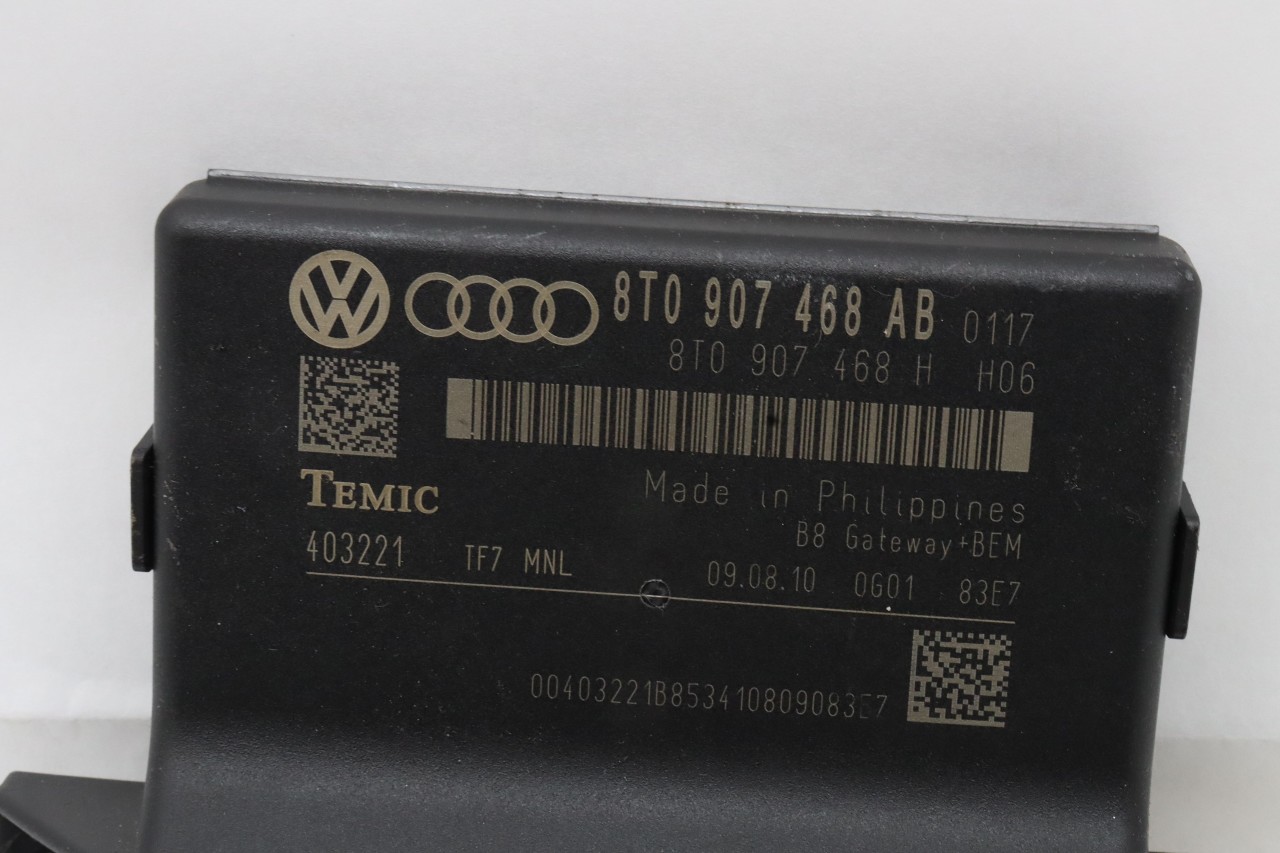 8T0 907 468 AB 0117
8T0 907 468 H H06
TEMIC
Made in Philippines
B8 Gateway+BEM
403221 TF7 MNL 09.08.10 0G01 83E7
00403221B853410809083E7